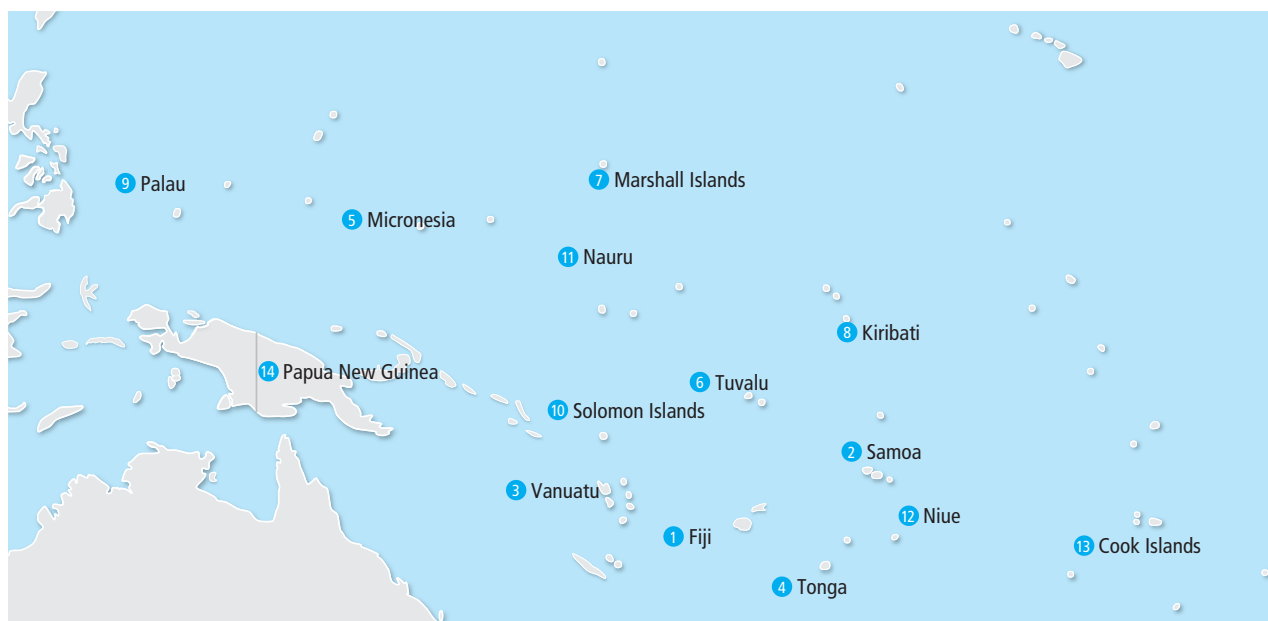 7 Marshall Islands
9 Palau
5 Micronesia
11 Nauru
8 Kiribati
14 Papua New Guinea
6 Tuvalu
10 Solomon Islands
2 Samoa
3 Vanuatu
12 Niue
1 Fiji
13 Cook Islands
4 Tonga